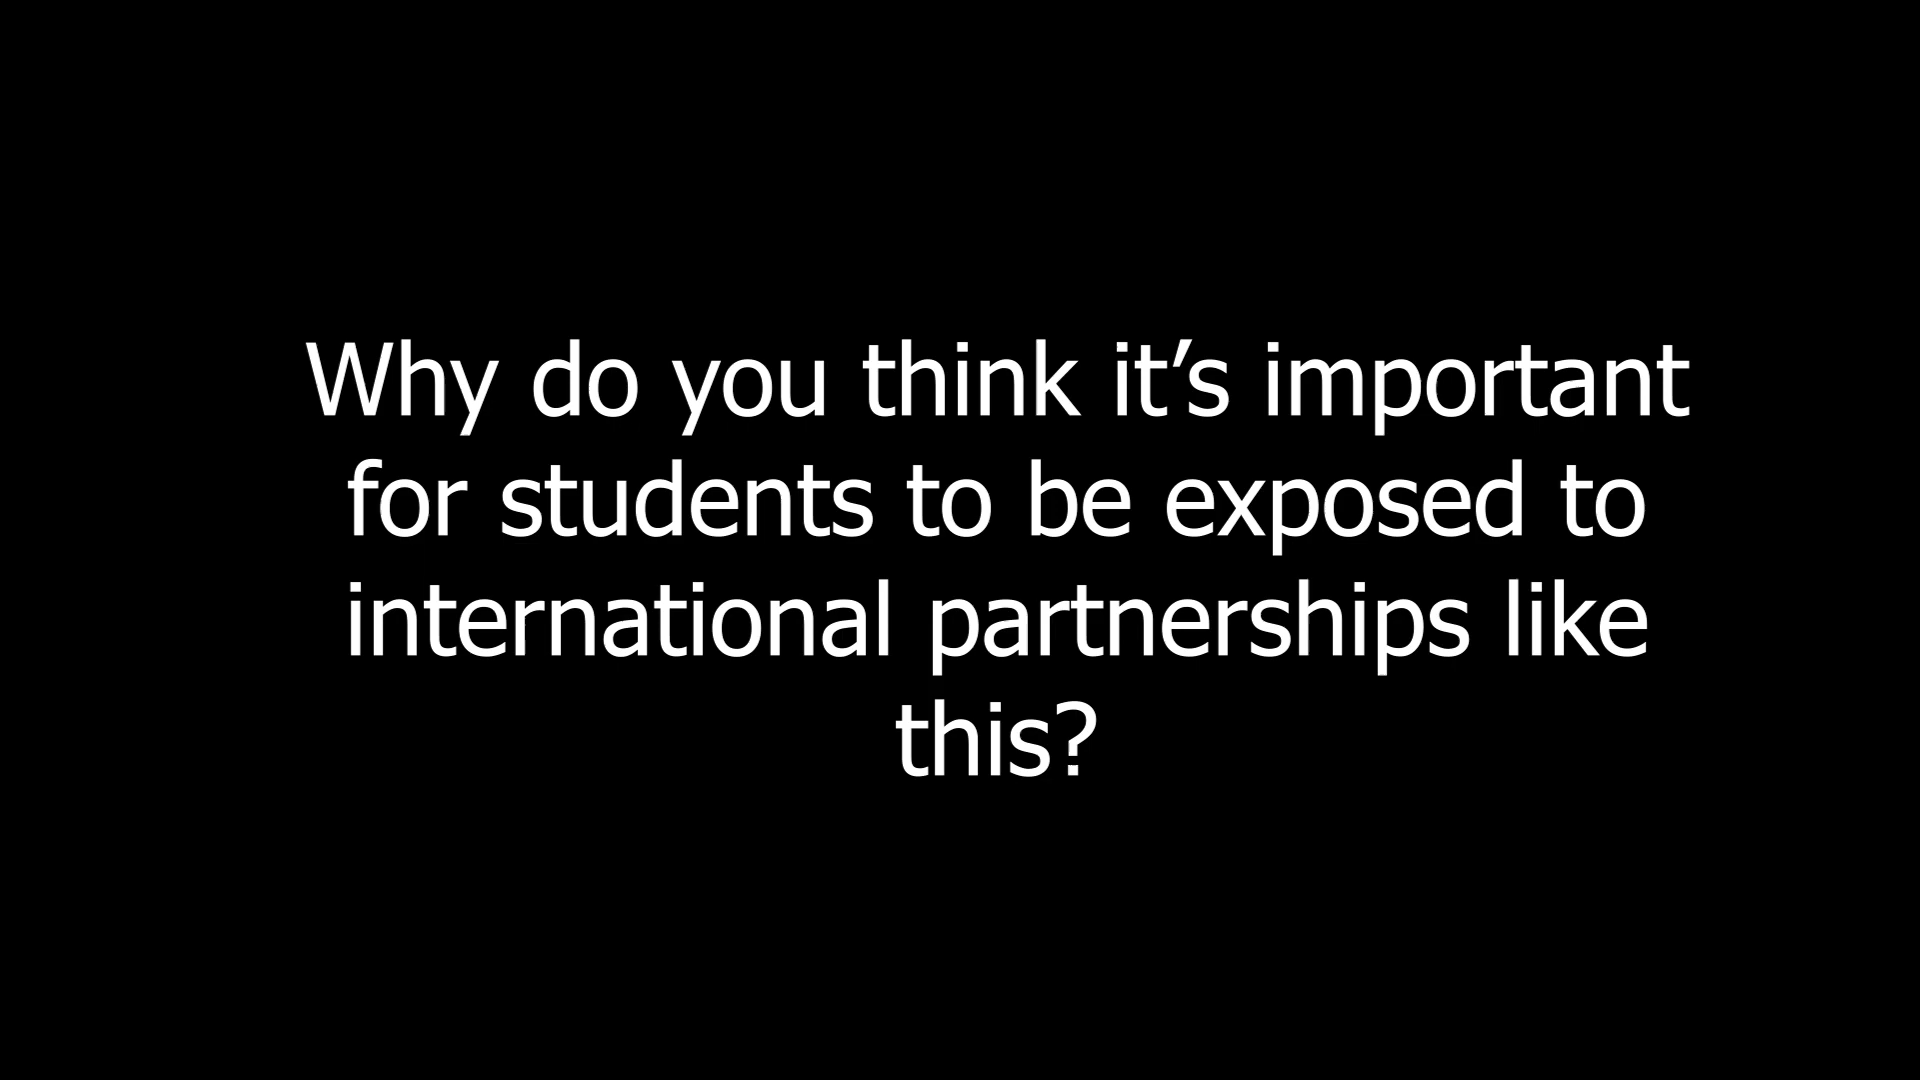 Why do you think it’s important
for students to be exposed to
international partnerships like
this?